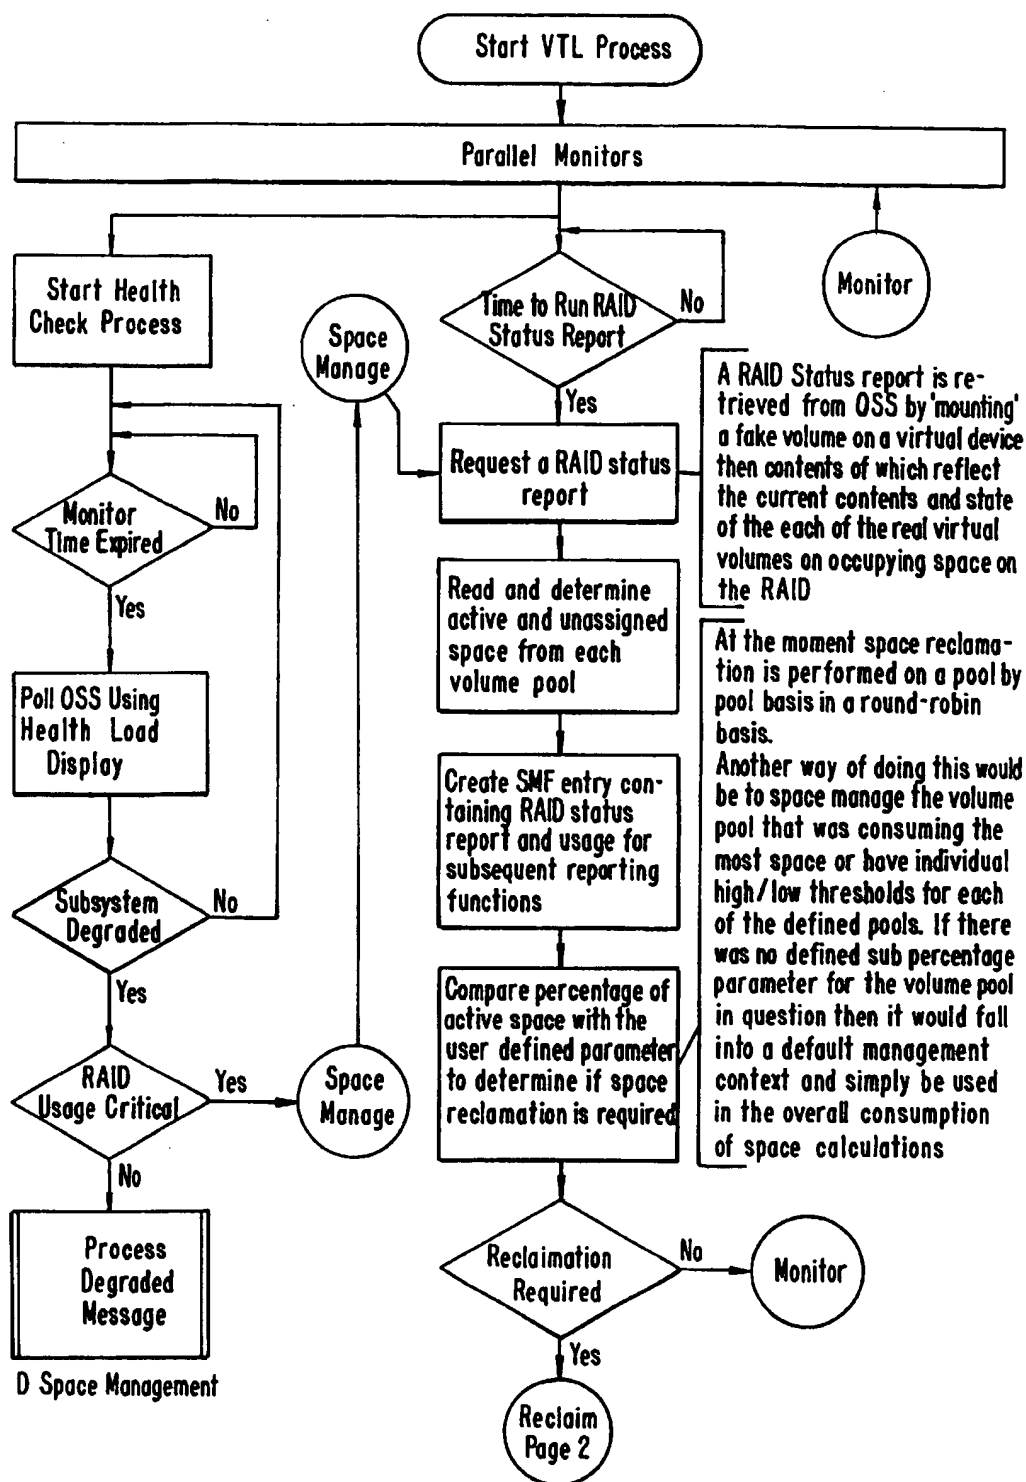 Start VTL Process
Parallel Monitors
Start Health
Check Process
Time to Run RAID
Status Report
No
Monitor
Space
Manage
Yes
A RAID Status report is re-
trieved from OSS by 'mounting'
a fake volume on a virtual device
then contents of which reflect
the current contents and state
of the each of the real virtual
volumes on occupying space on
the RAID
Request a RAID status
report
Monitor
Time Expired
No
Yes
Read and determine
active and unassigned
space from each
volume pool
At the moment space reclama-
tion is performed on a pool by
pool basis in a round-robin
basis.
Another way of doing this would
be to space manage the volume
pool that was consuming the
most space or have individual
high/low thresholds for each
of the defined pools. If there
was no defined sub percentage
parameter for the volume pool
in question then it would fall
into a default management
context and simply be used
in the overall consumption
of space calculations
Poll OSS Using
Health Load
Display
Create SMF entry con-
taining RAID status
report and usage for
subsequent reporting
functions
Subsystem
Degraded
No
Yes
Compare percentage of
active space with the
user defined parameter
to determine if space
reclamation is required
RAID
Usage Critical
Yes
Space
Manage
No
Process
Degraded
Message
D Space Management
Reclaimation
Required
No
Monitor
Yes
Reclaim
Page 2